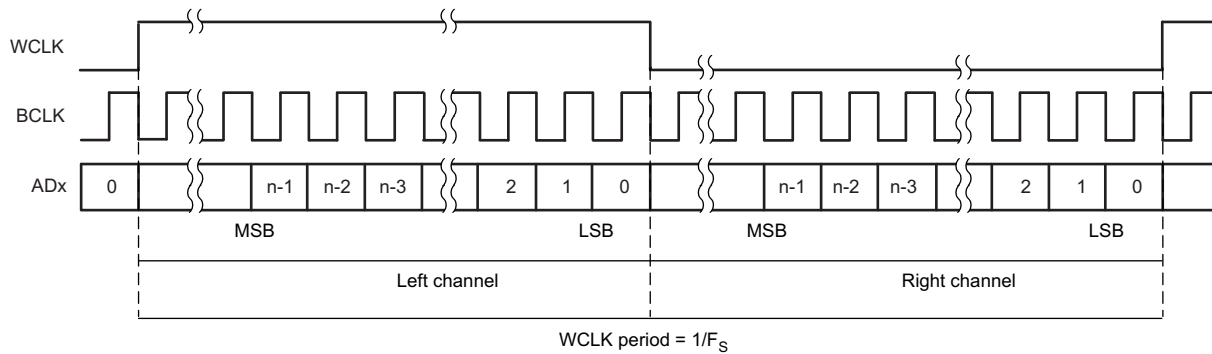 WCLK
BCLK
ADx 0 n-1 n-2 n-3 2 1 0 n-1 n-2 n-3 2 1 0
MSB LSB MSB LSB
Left channel Right channel
WCLK period = 1/FS